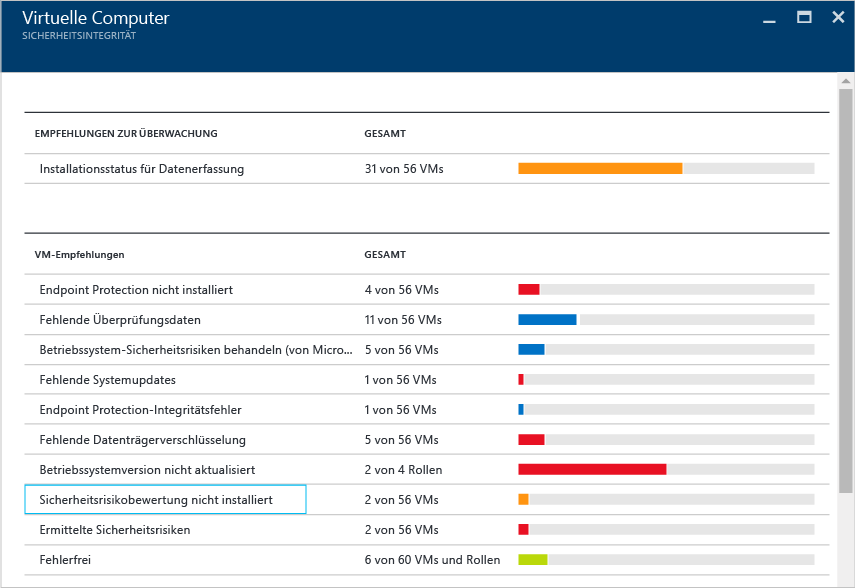 Virtuelle Computer
SICHERHEITSINTEGRITÄT
EMPFEHLUNGEN ZUR ÜBERWACHUNG GESAMT
Installationsstatus für Datenerfassung 31 von 56 VMs
VM-Empfehlungen GESAMT
Endpoint Protection nicht installiert 4 von 56 VMs
Fehlende Überprüfungsdaten 11 von 56 VMs
Betriebssystem-Sicherheitsrisiken behandeln (von Micro... 5 von 56 VMs
Fehlende Systemupdates 1 von 56 VMs
Endpoint Protection-Integritätsfehler 1 von 56 VMs
Fehlende Datenträgerverschlüsselung 5 von 56 VMs
Betriebssystemversion nicht aktualisiert 2 von 4 Rollen
Sicherheitsrisikobewertung nicht installiert 2 von 56 VMs
Ermittelte Sicherheitsrisiken 2 von 56 VMs
Fehlerfrei 6 von 60 VMs und Rollen